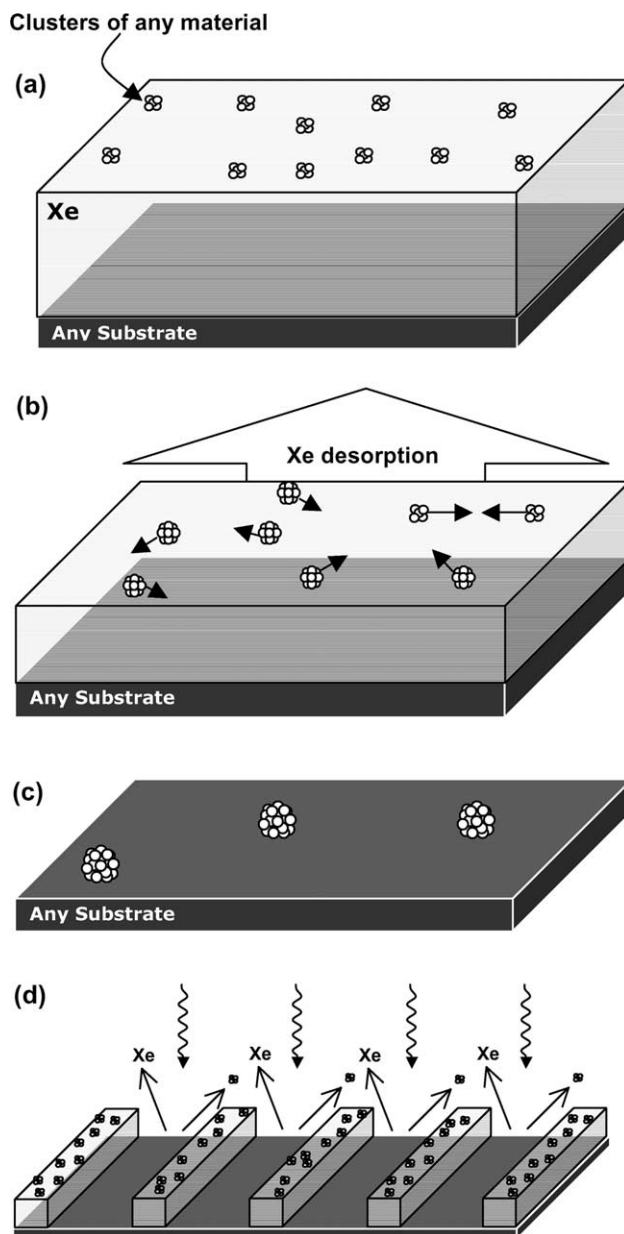 Clusters of any material
(a)
Xe
Any Substrate
(b)
Xe desorption
Any Substrate
(c)
Any Substrate
(d)
Xe Xe Xe Xe